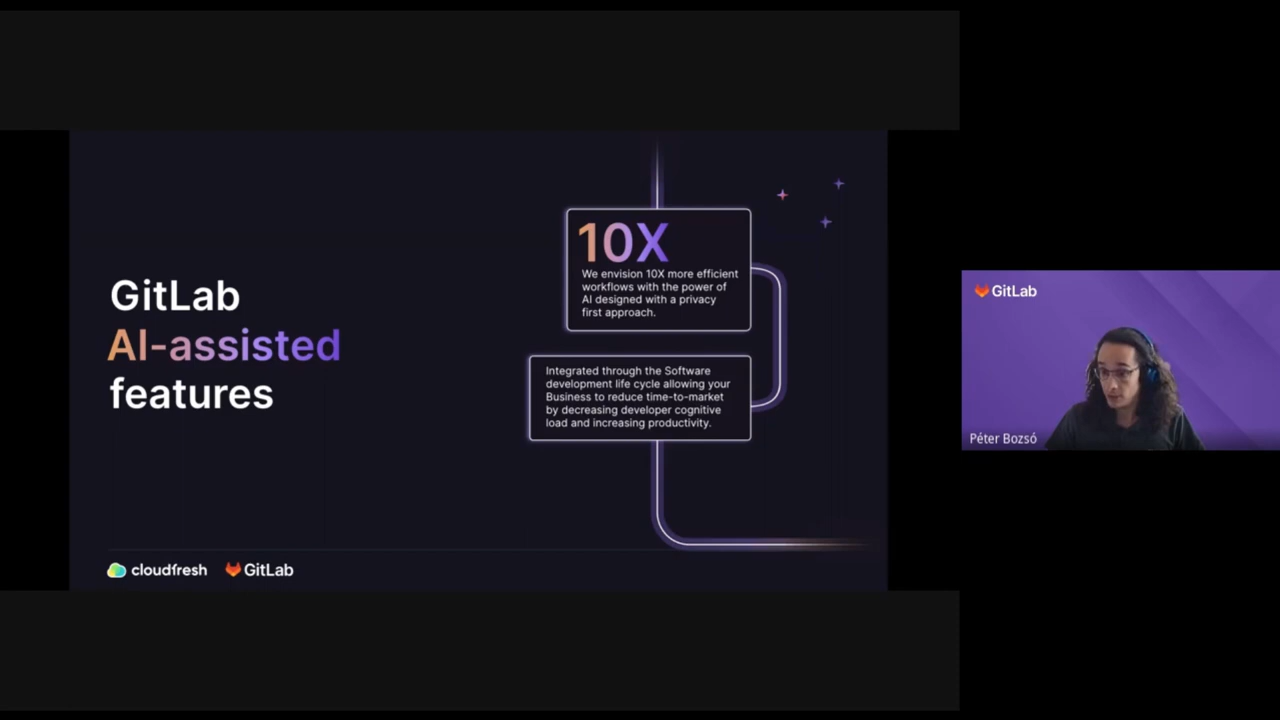 GitLab
AI-assisted
features
10X
We envision 10X more efficient
workflows with the power of
AI designed with a privacy
first approach.
Integrated through the Software
development life cycle allowing your
Business to reduce time-to-market
by decreasing developer cognitive
load and increasing productivity.
cloudfresh
GitLab
GitLab
Péter Bozsó